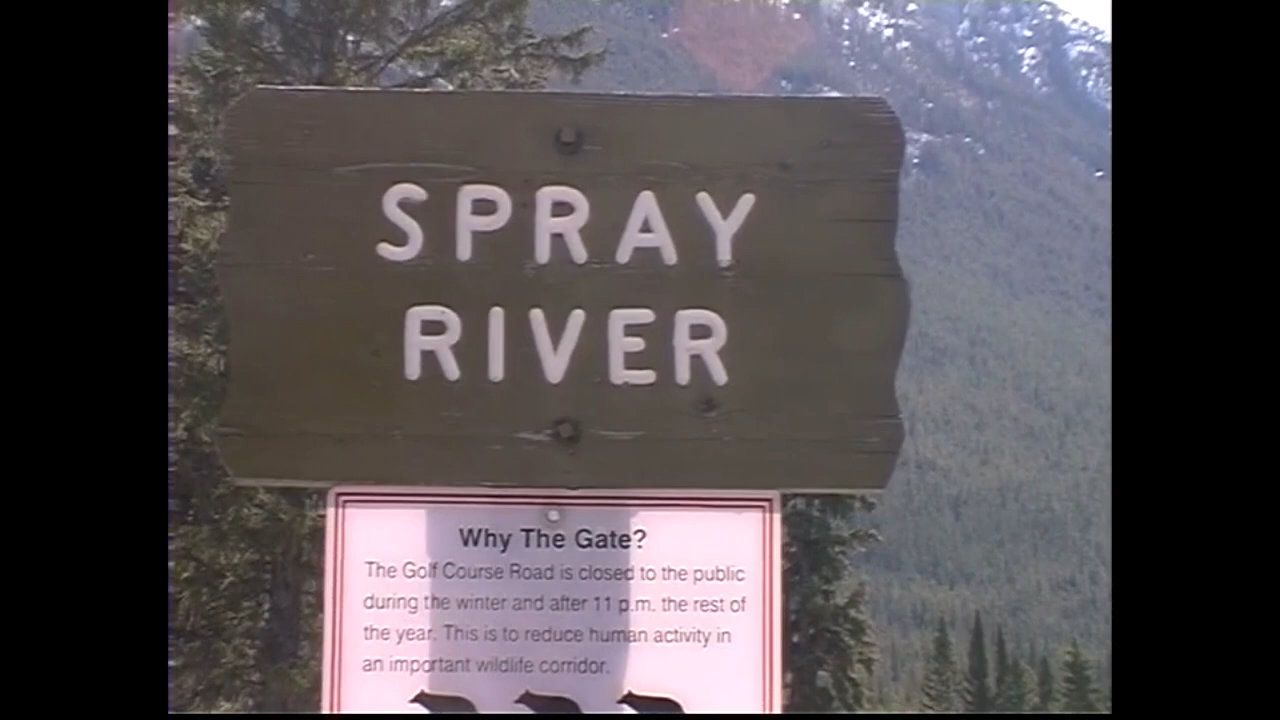 SPRAY
RIVER
Why The Gate?
The Golf Course Road is closed to the public
during the winter and after 11 p.m. the rest of
the year. This is to reduce human activity in
an important wildlife corridor.